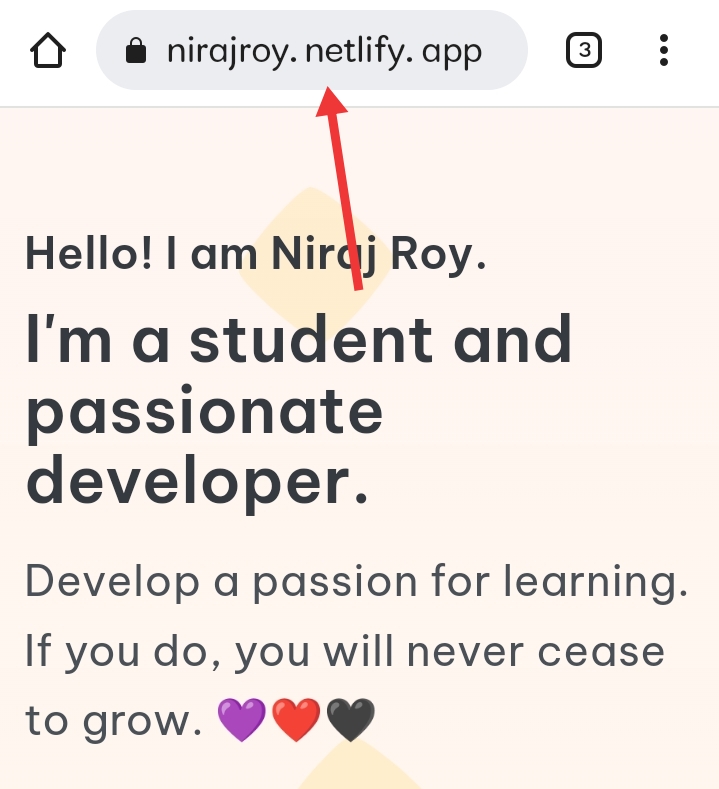 nirajroy.netlify.app
3
Hello! I am Niraj Roy.
I'm a student and
passionate
developer.
Develop a passion for learning.
If you do, you will never cease
to grow. 💜❤️🖤